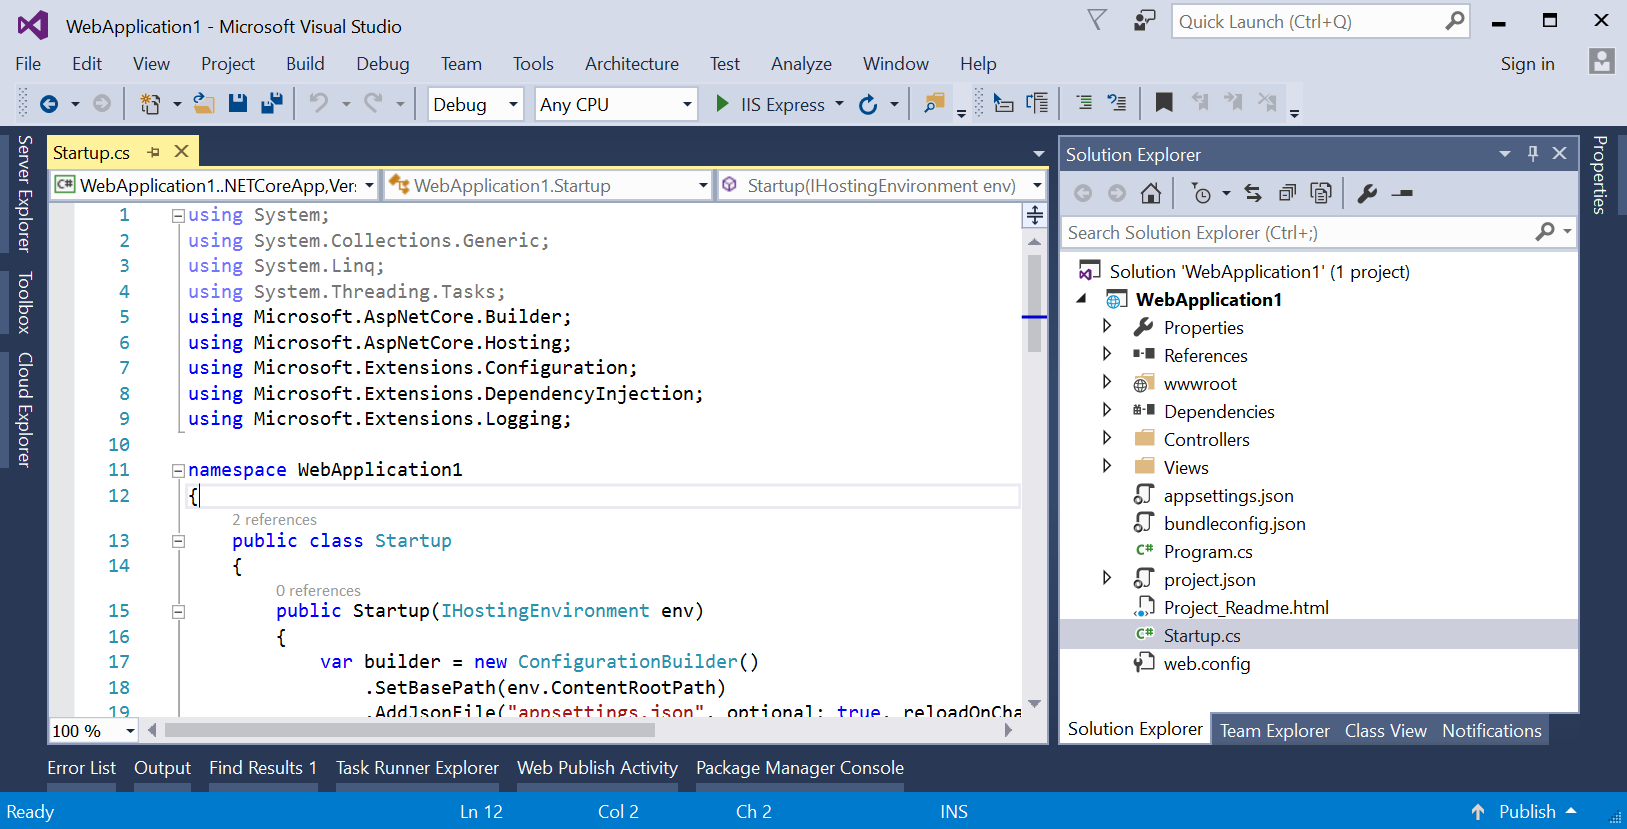 WebApplication1 - Microsoft Visual Studio
Quick Launch (Ctrl+Q)
File Edit View Project Build Debug Team Tools Architecture Test Analyze Window Help Sign in
Debug Any CPU IIS Express
Server Explorer
Toolbox
Cloud Explorer
Startup.cs
WebApplication1..NETCoreApp,Ver WebApplication1.Startup Startup(IHostingEnvironment env)
1 using System;
2 using System.Collections.Generic;
3 using System.Linq;
4 using System.Threading.Tasks;
5 using Microsoft.AspNetCore.Builder;
6 using Microsoft.AspNetCore.Hosting;
7 using Microsoft.Extensions.Configuration;
8 using Microsoft.Extensions.DependencyInjection;
9 using Microsoft.Extensions.Logging;
10
11 namespace WebApplication1
12 {
2 references
13 public class Startup
14 {
0 references
15 public Startup(IHostingEnvironment env)
16 {
17 var builder = new ConfigurationBuilder()
18 .SetBasePath(env.ContentRootPath)
19 .AddJsonFile("appsettings.json", optional: true, reloadOnCha
100 %
Solution Explorer
Search Solution Explorer (Ctrl+;)
Solution 'WebApplication1' (1 project)
WebApplication1
Properties
References
wwwroot
Dependencies
Controllers
Views
appsettings.json
bundleconfig.json
C# Program.cs
project.json
Project_Readme.html
C# Startup.cs
web.config
Solution Explorer Team Explorer Class View Notifications
Properties
Error List Output Find Results 1 Task Runner Explorer Web Publish Activity Package Manager Console
Ready Ln 12 Col 2 Ch 2 INS Publish